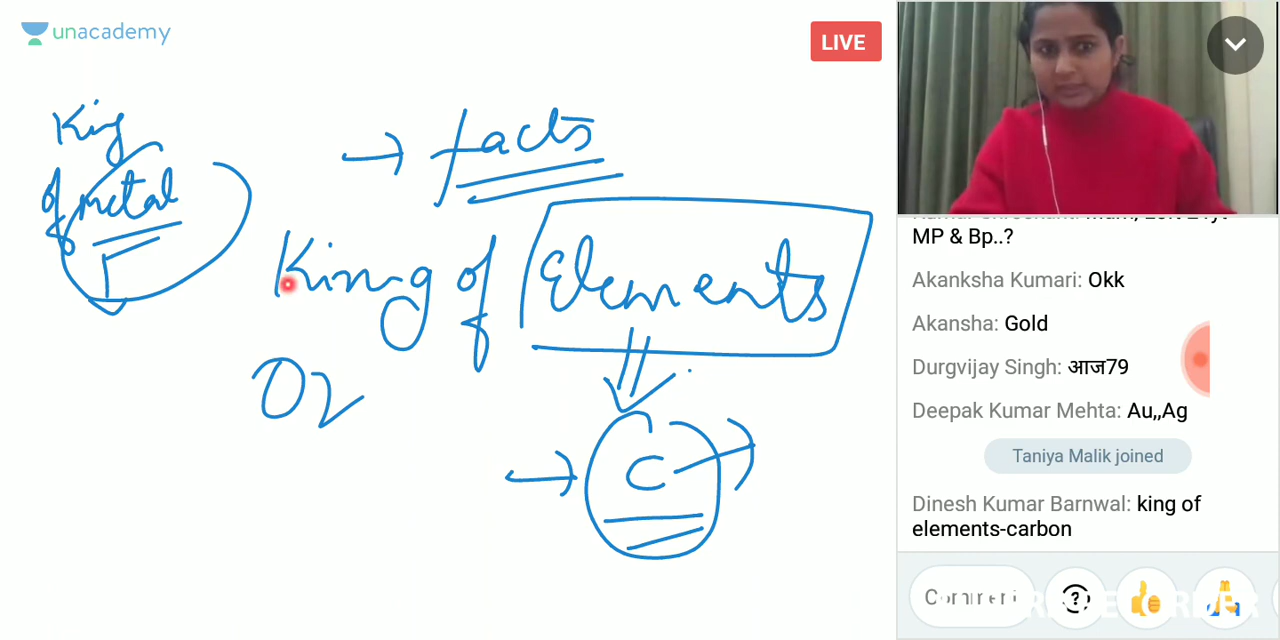 unacademy
LIVE
King
of metal
→ facts
King of Elements
O2
C
MP & Bp..?
Akanksha Kumari: Okk
Akansha: Gold
Durgvijay Singh: आज79
Deepak Kumar Mehta: Au,,Ag
Taniya Malik joined
Dinesh Kumar Barnwal: king of
elements-carbon